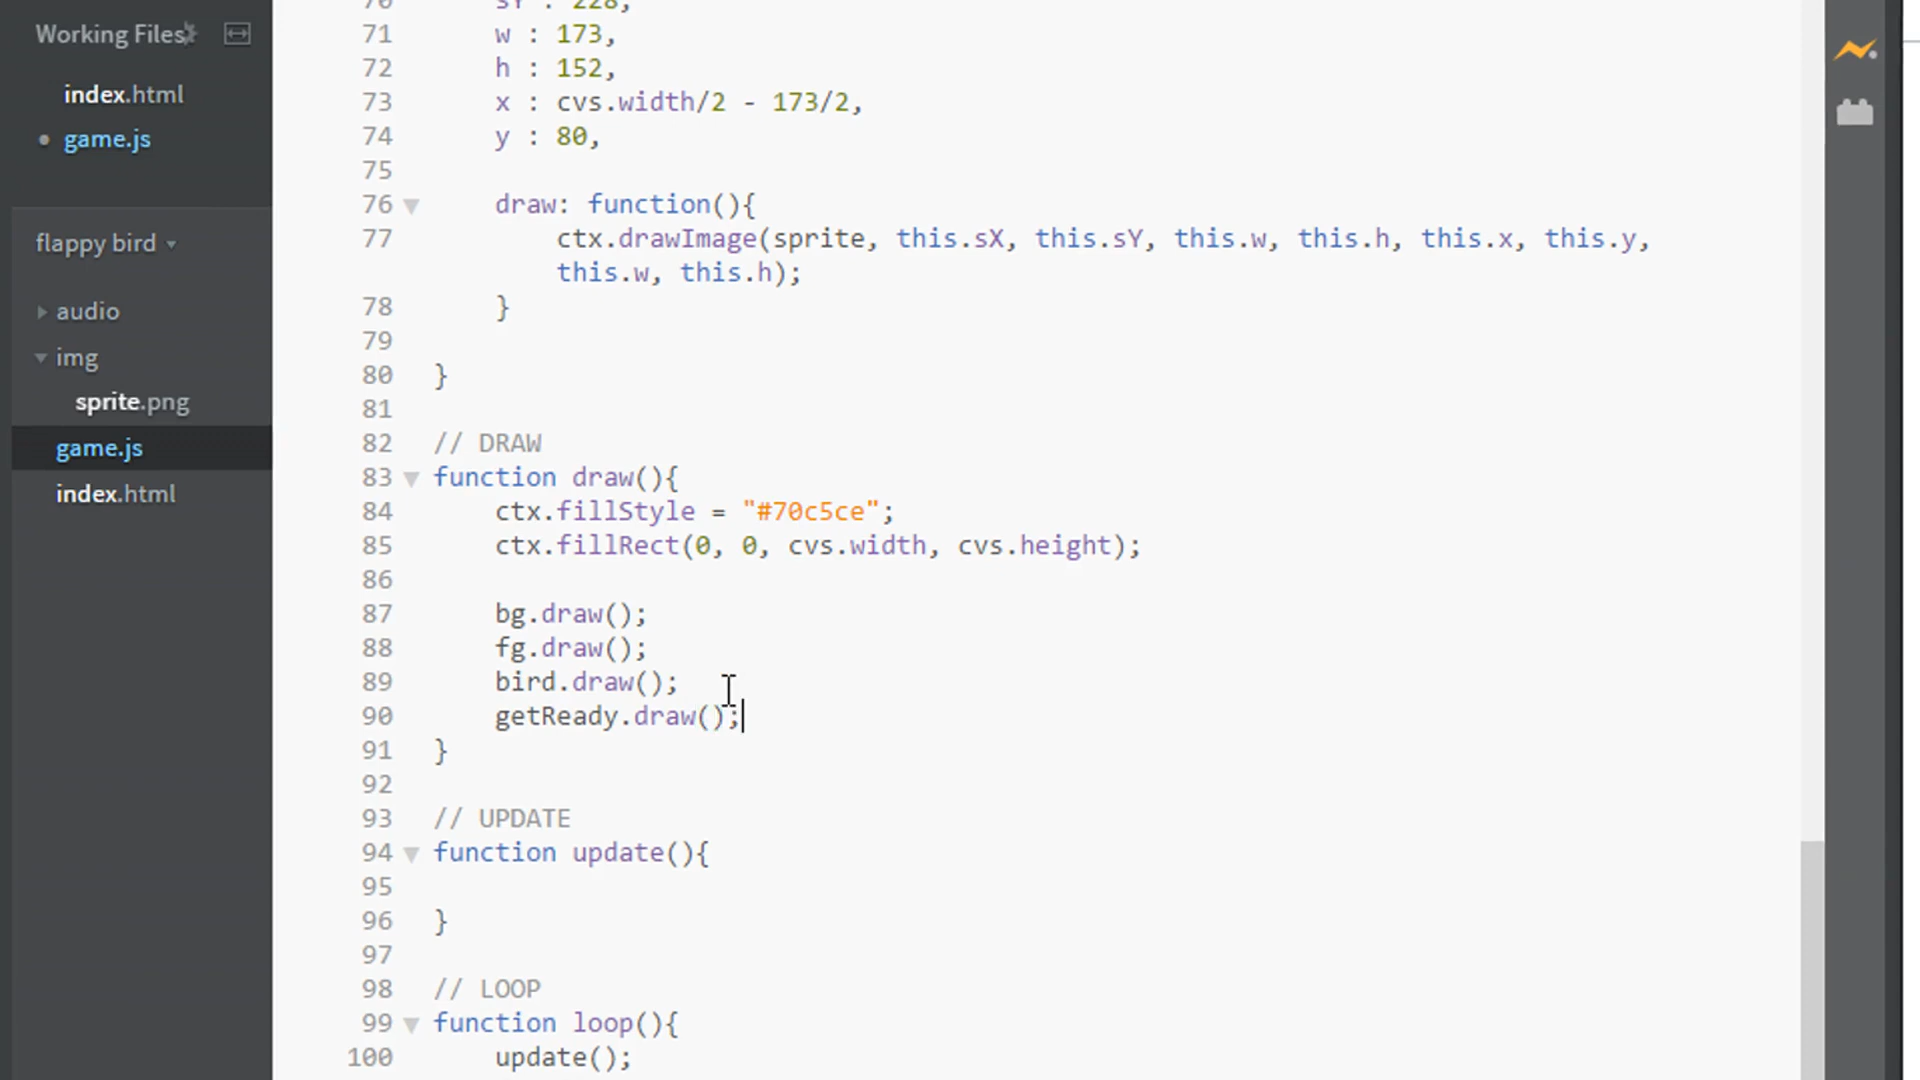 Working Files
index.html
game.js
flappy bird
audio
img
sprite.png
game.js
index.html
70 sY : 228,
71 w : 173,
72 h : 152,
73 x : cvs.width/2 - 173/2,
74 y : 80,
75
76 draw: function(){
77 ctx.drawImage(sprite, this.sX, this.sY, this.w, this.h, this.x, this.y,
this.w, this.h);
78 }
79
80 }
81
82 // DRAW
83 function draw(){
84 ctx.fillStyle = "#70c5ce";
85 ctx.fillRect(0, 0, cvs.width, cvs.height);
86
87 bg.draw();
88 fg.draw();
89 bird.draw();
90 getReady.draw();
91 }
92
93 // UPDATE
94 function update(){
95
96 }
97
98 // LOOP
99 function loop(){
100 update();